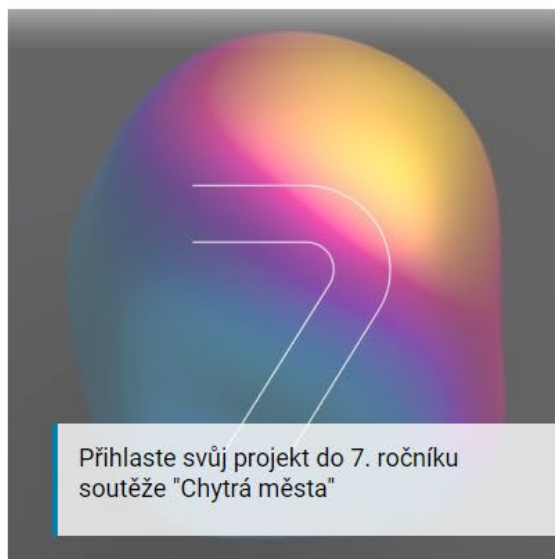 Přihlaste svůj projekt do 7. ročníku
soutěže "Chytrá města"